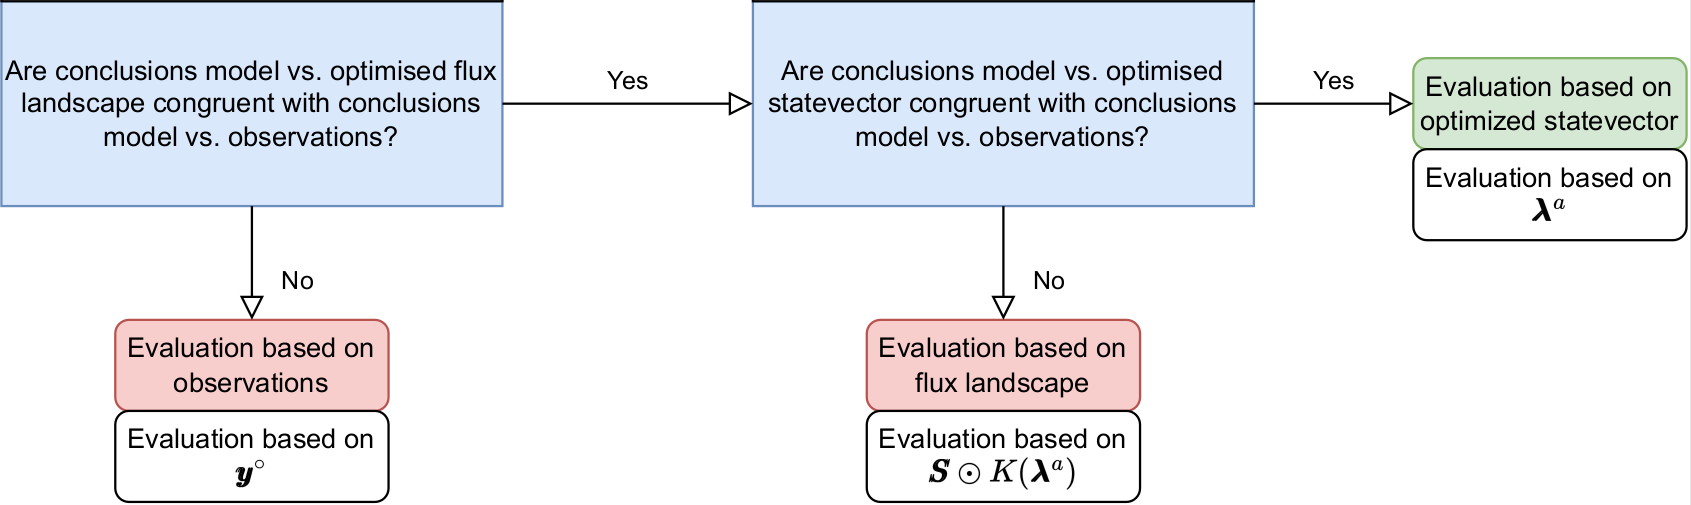 Are conclusions model vs. optimised flux
landscape congruent with conclusions
model vs. observations?
Yes
Are conclusions model vs. optimised
statevector congruent with conclusions
model vs. observations?
Yes
Evaluation based on
optimized statevector
Evaluation based on
λᵃ
No
No
Evaluation based on
observations
Evaluation based on
y°
Evaluation based on
flux landscape
Evaluation based on
S ⊙ K(λᵃ)